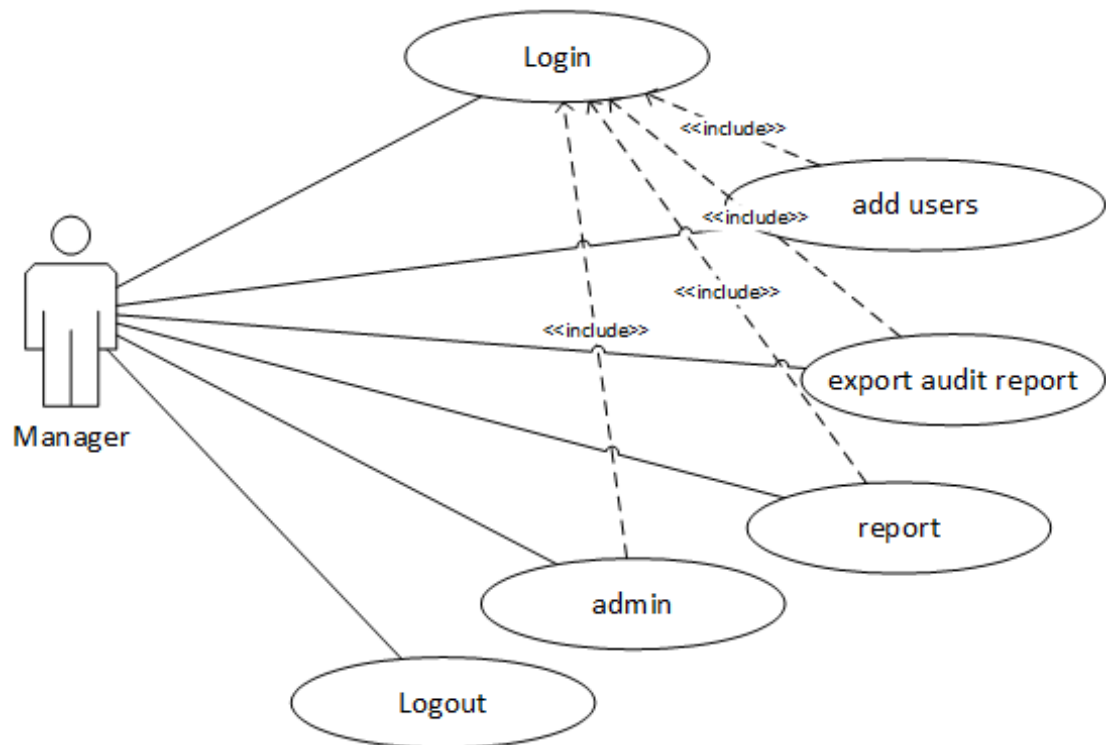 Login
<<include>>
add users
<<include>>
<<include>>
<<include>>
export audit report
Manager
report
admin
Logout